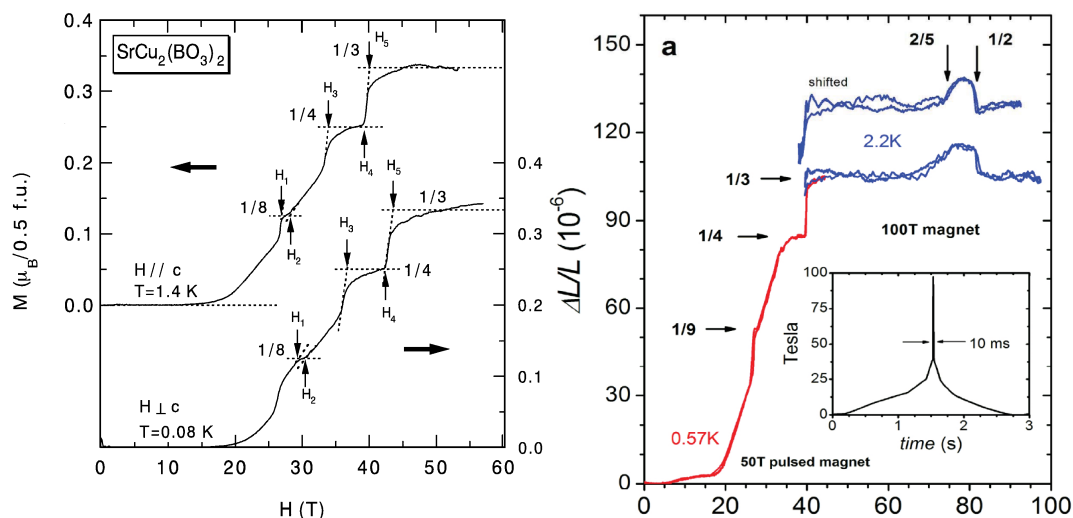 SrCu2(BO3)2
0.4
0.3
0.2
0.1
0.0
M (μB/0.5 f.u.)
1/3
H5
H3
1/4
H4
H1
1/8
H2
H5
1/3
H3
1/4
H4
H // c
T=1.4 K
H1
1/8
H2
H ⊥ c
T=0.08 K
0.4
0.3
0.2
0.1
0.0
0 10 20 30 40 50 60
H (T)
a
150
120
90
60
30
0
ΔL/L (10-6)
2/5 1/2
shifted
2.2K
1/3
1/4
100T magnet
1/9
0.57K
50T pulsed magnet
100
75
50
25
0
Tesla
10 ms
0 1 2 3
time (s)
0 20 40 60 80 100